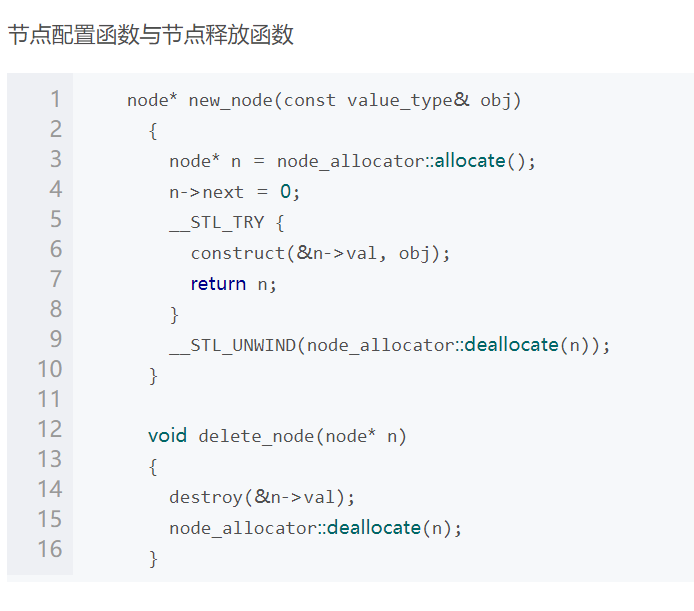 节点配置函数与节点释放函数
1 node* new_node(const value_type& obj)
2 {
3 node* n = node_allocator::allocate();
4 n->next = 0;
5 __STL_TRY {
6 construct(&n->val, obj);
7 return n;
8 }
9 __STL_UNWIND(node_allocator::deallocate(n));
10 }
11
12 void delete_node(node* n)
13 {
14 destroy(&n->val);
15 node_allocator::deallocate(n);
16 }